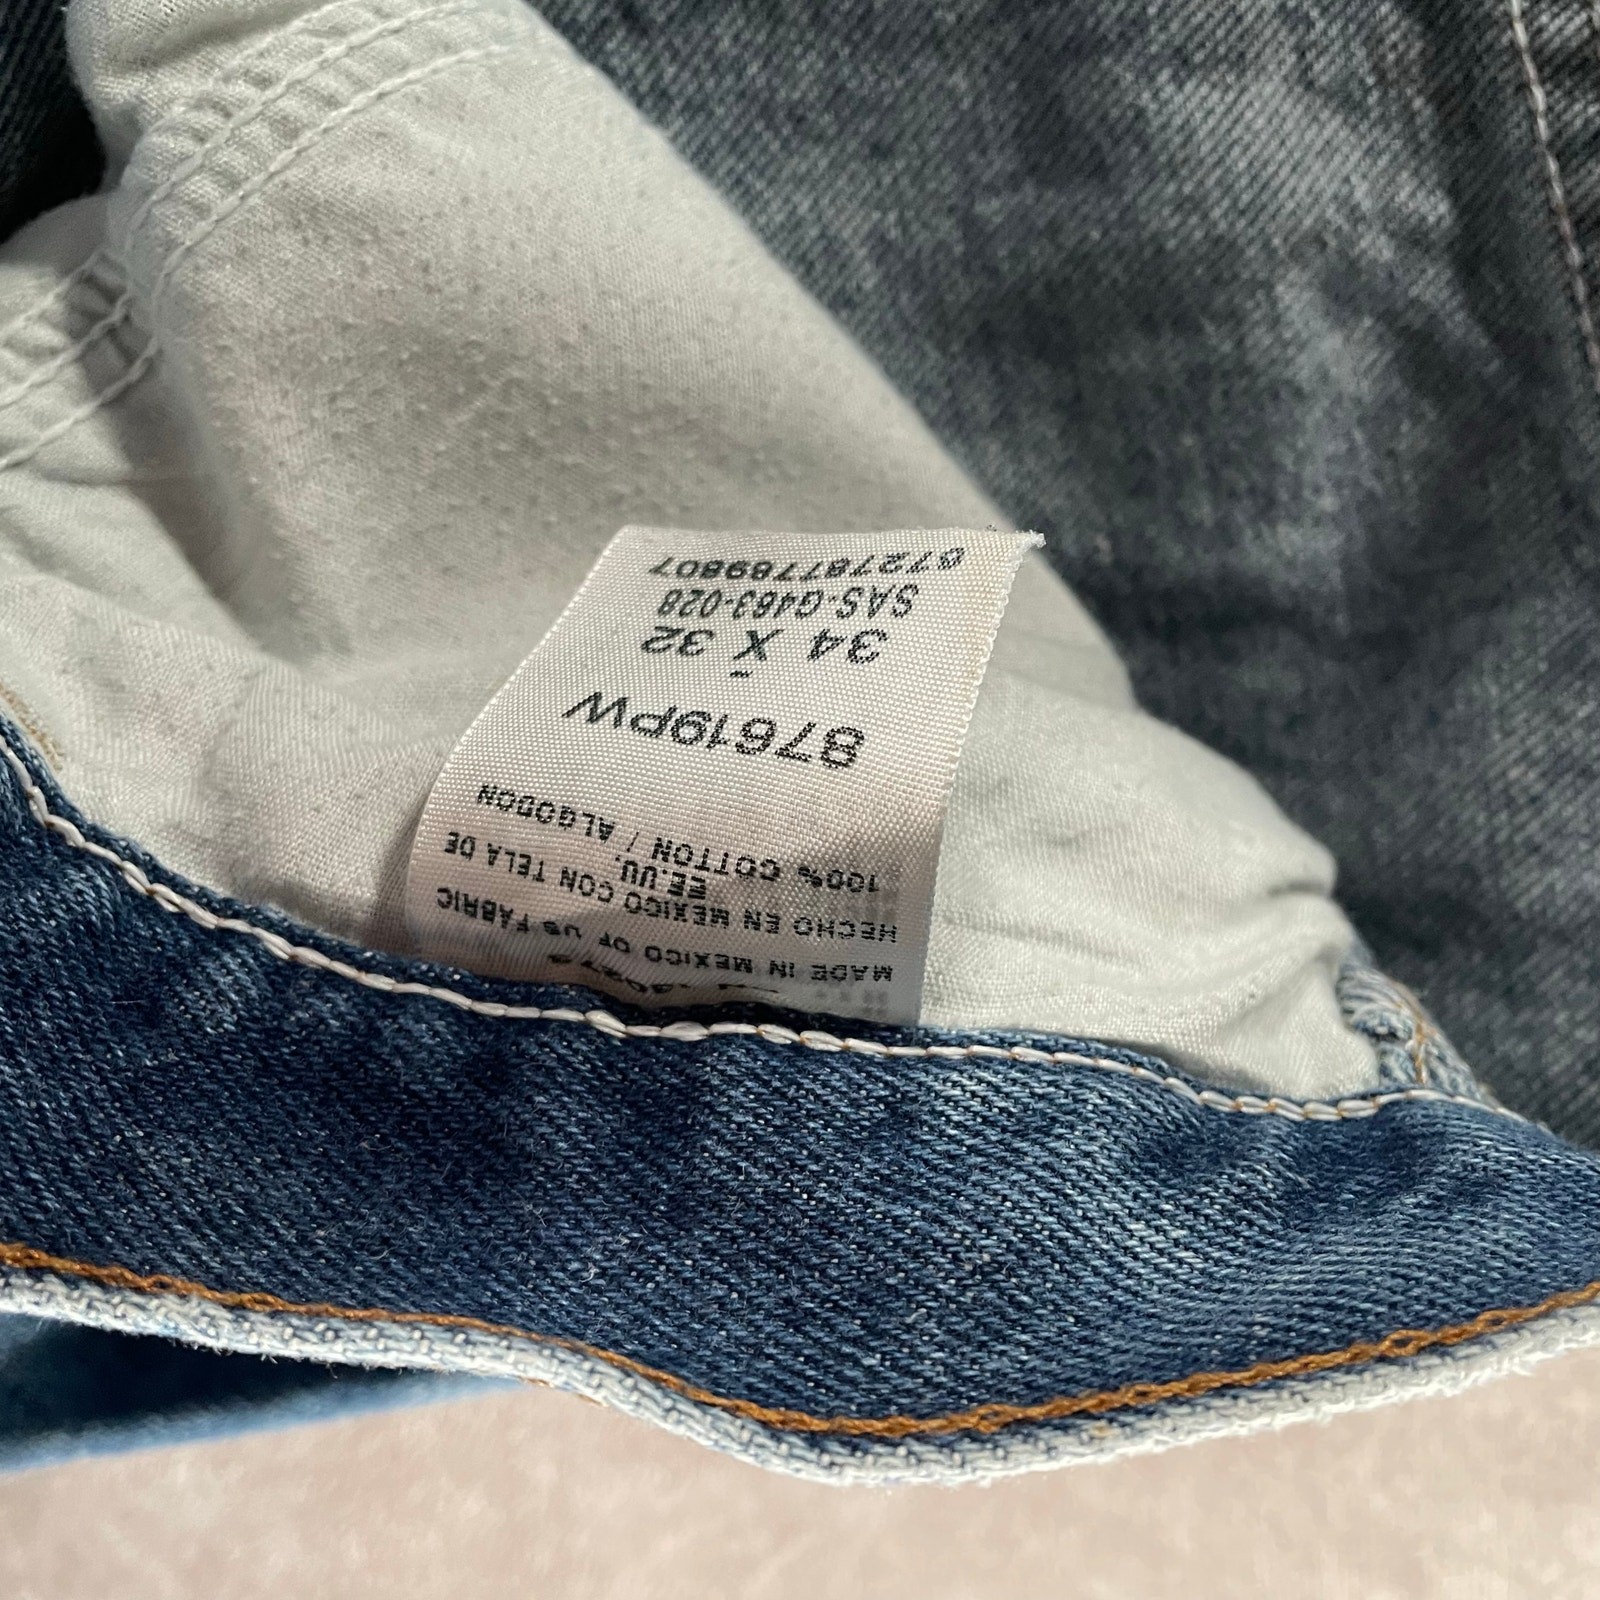 MADE IN MEXICO OF US FABRIC
HECHO EN MEXICO CON TELA DE
EE.UU.
100% COTTON / ALGODON
87619PW
34 X 32
SAS-G463-028
672787789807